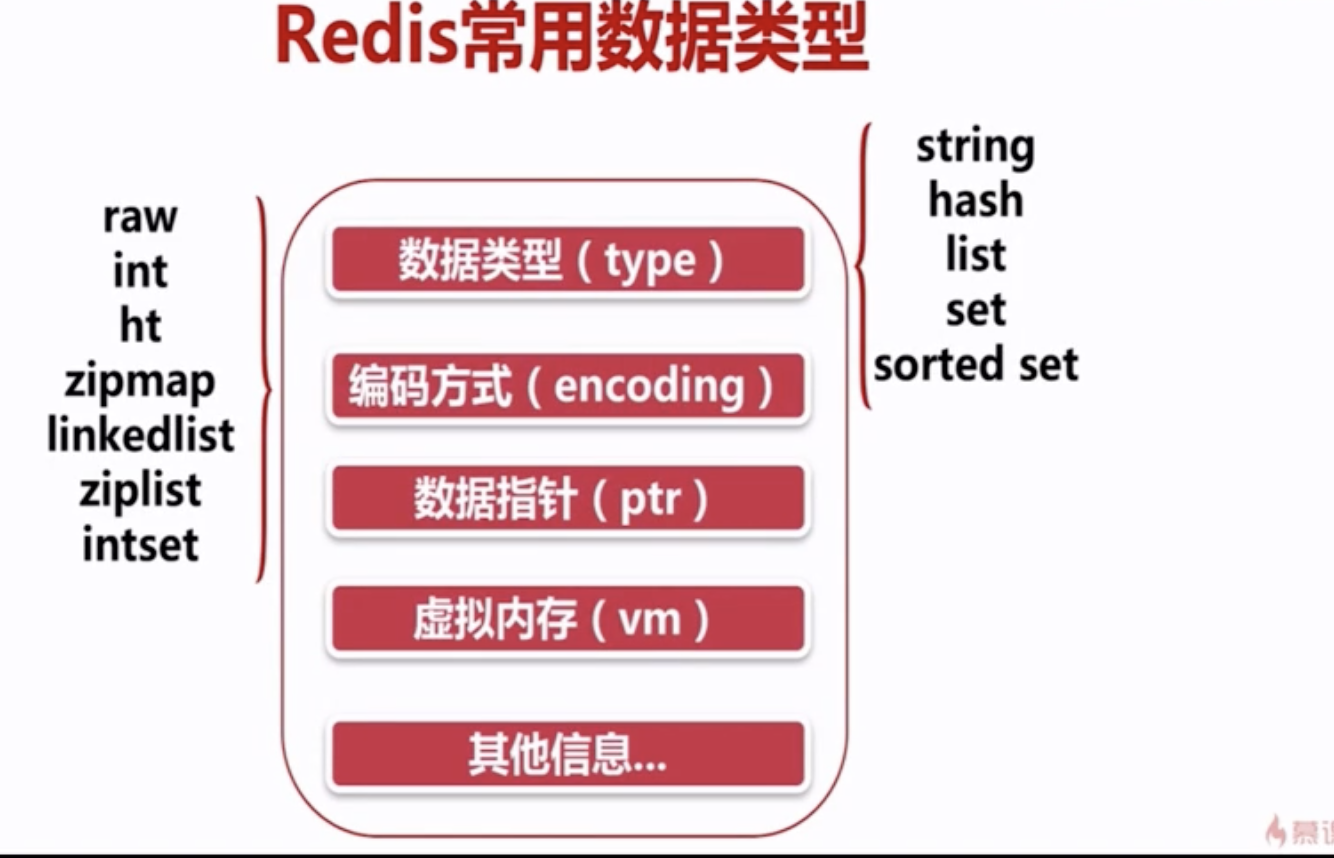 Redis常用数据类型
raw
int
ht
zipmap
linkedlist
ziplist
intset
数据类型（type）
编码方式（encoding）
数据指针（ptr）
虚拟内存（vm）
其他信息...
string
hash
list
set
sorted set